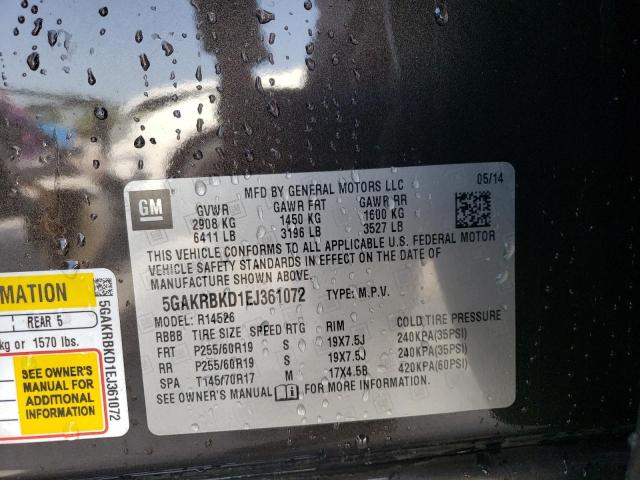 MFD BY GENERAL MOTORS LLC
05/14
GM
GVWR GAWR FRT GAWR RR
2908 KG 1450 KG 1600 KG
6411 LB 3196 LB 3527 LB
THIS VEHICLE CONFORMS TO ALL APPLICABLE U.S. FEDERAL MOTOR
VEHICLE SAFETY STANDARDS IN EFFECT ON THE DATE OF
MANUFACTURE SHOWN ABOVE.
5GAKRBKD1EJ361072 TYPE: M.P.V.
MODEL: R14526
RBBB TIRE SIZE SPEED RTG RIM COLD TIRE PRESSURE
FRT P255/60R19 S 19X7.5J 240KPA(35PSI)
RR P255/60R19 S 19X7.5J 240KPA(35PSI)
SPA T145/70R17 M 17X4.5B 420KPA(60PSI)
SEE OWNER'S MANUAL FOR MORE INFORMATION
MATION
REAR 5
kg or 1570 lbs.
SEE OWNER'S
MANUAL FOR
ADDITIONAL
INFORMATION
5GAKRBKD1EJ361072